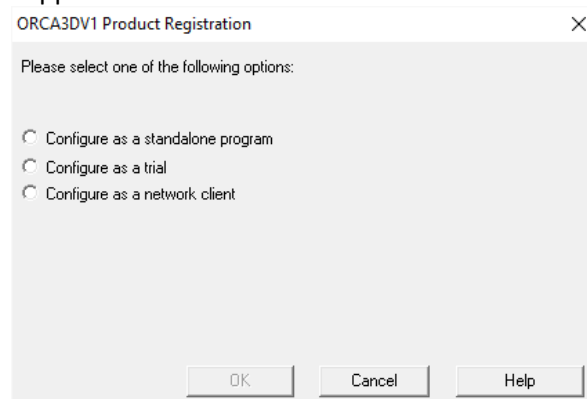 ORCA3DV1 Product Registration
Please select one of the following options:
Configure as a standalone program
Configure as a trial
Configure as a network client
OK Cancel Help